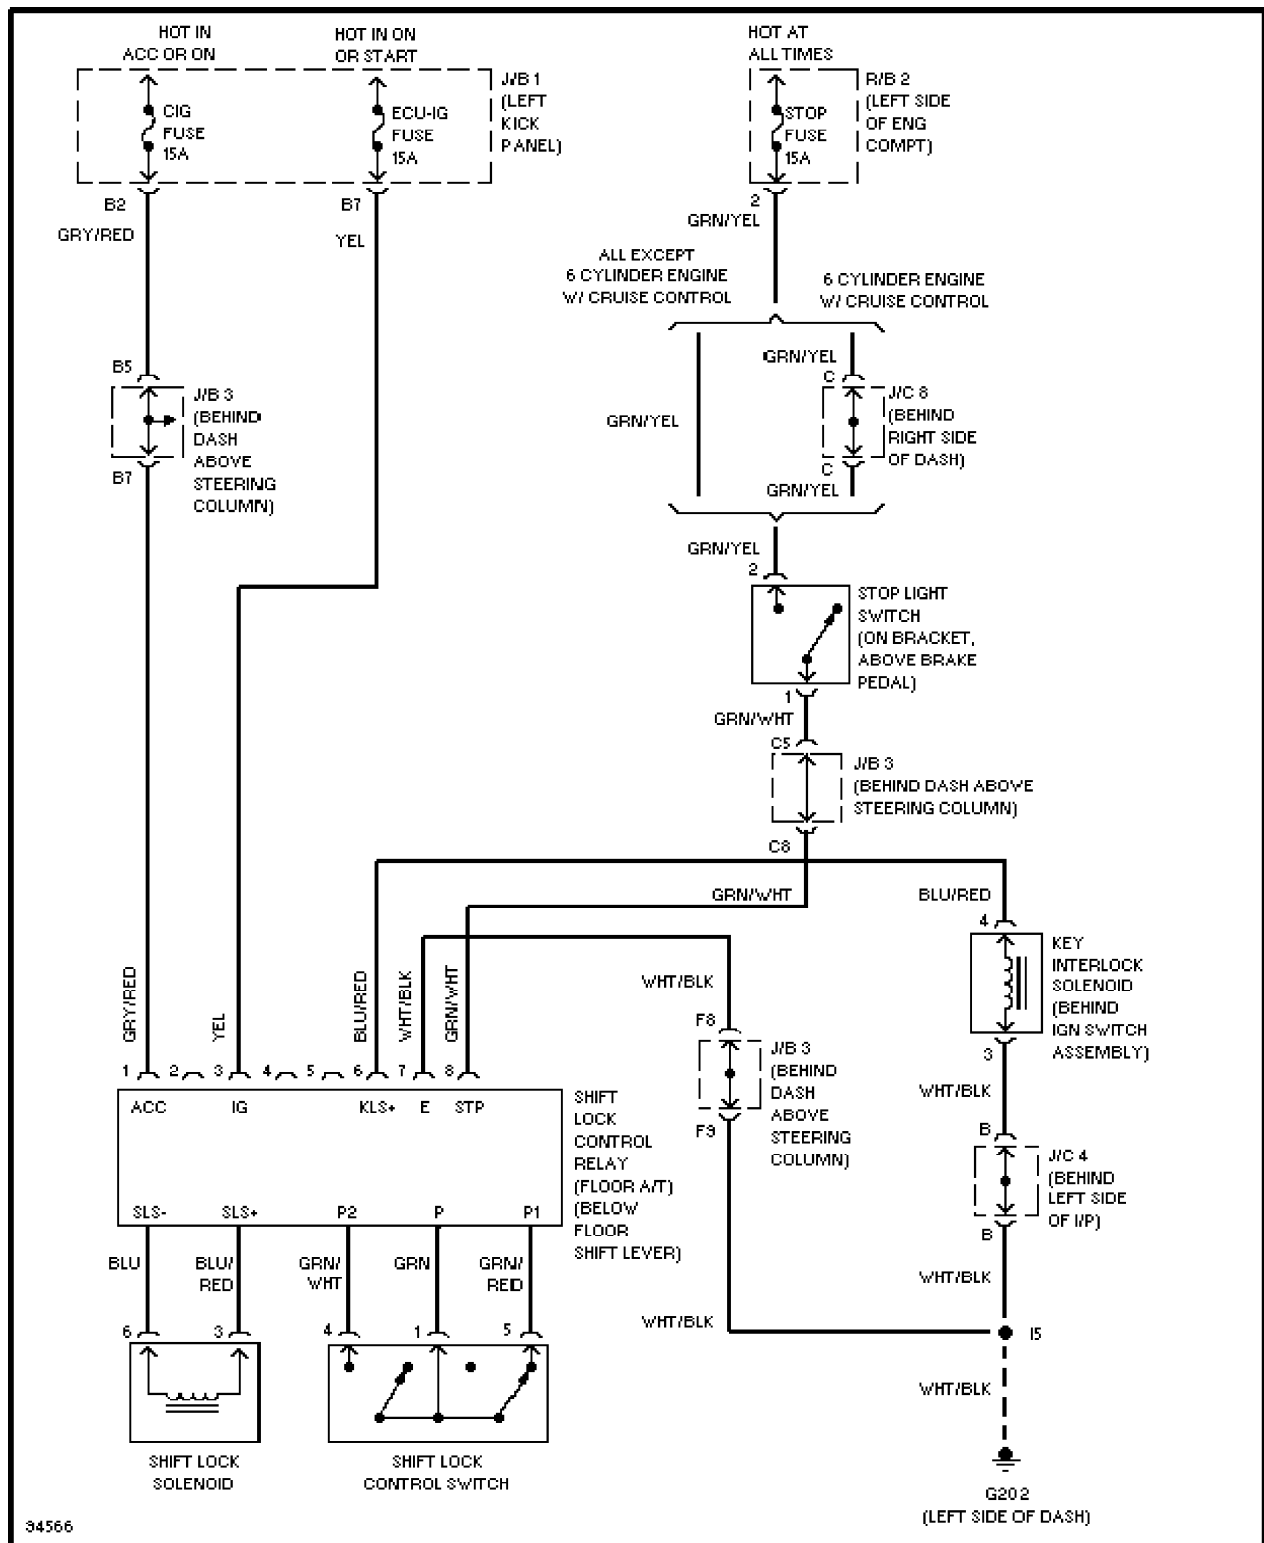 HOT IN
ACC OR ON
HOT IN ON
OR START
HOT AT
ALL TIMES
CIG
FUSE
15A
ECU-IG
FUSE
15A
J/B 1
(LEFT
KICK
PANEL)
STOP
FUSE
15A
R/B 2
(LEFT SIDE
OF ENG
COMPT)
B2
GRY/RED
B7
YEL
2
GRN/YEL
ALL EXCEPT
6 CYLINDER ENGINE
W/ CRUISE CONTROL
6 CYLINDER ENGINE
W/ CRUISE CONTROL
B5
J/B 3
(BEHIND
DASH
ABOVE
STEERING
COLUMN)
B7
GRN/YEL
GRN/YEL
C
J/C 8
(BEHIND
RIGHT SIDE
OF DASH)
C
GRN/YEL
GRN/YEL
2
STOP LIGHT
SWITCH
(ON BRACKET,
ABOVE BRAKE
PEDAL)
1
GRN/WHT
C5
J/B 3
(BEHIND DASH ABOVE
STEERING COLUMN)
C8
GRN/WHT
BLU/RED
4
KEY
INTERLOCK
SOLENOID
(BEHIND
IGN SWITCH
ASSEMBLY)
3
WHT/BLK
GRY/RED
YEL
BLU/RED
WHT/BLK
GRN/WHT
WHT/BLK
F8
J/B 3
(BEHIND
DASH
ABOVE
STEERING
COLUMN)
F9
B
J/C 4
(BEHIND
LEFT SIDE
OF I/P)
B
WHT/BLK
1 2 3 4 5 6 7 8
ACC IG KLS+ E STP
SHIFT
LOCK
CONTROL
RELAY
(FLOOR A/T)
(BELOW
FLOOR
SHIFT LEVER)
SLS- SLS+ P2 P P1
BLU
BLU/
RED
GRN/
WHT
GRN
GRN/
RED
WHT/BLK
I5
6 3 4 1 5
WHT/BLK
SHIFT LOCK
SOLENOID
SHIFT LOCK
CONTROL SWITCH
G202
(LEFT SIDE OF DASH)
94566